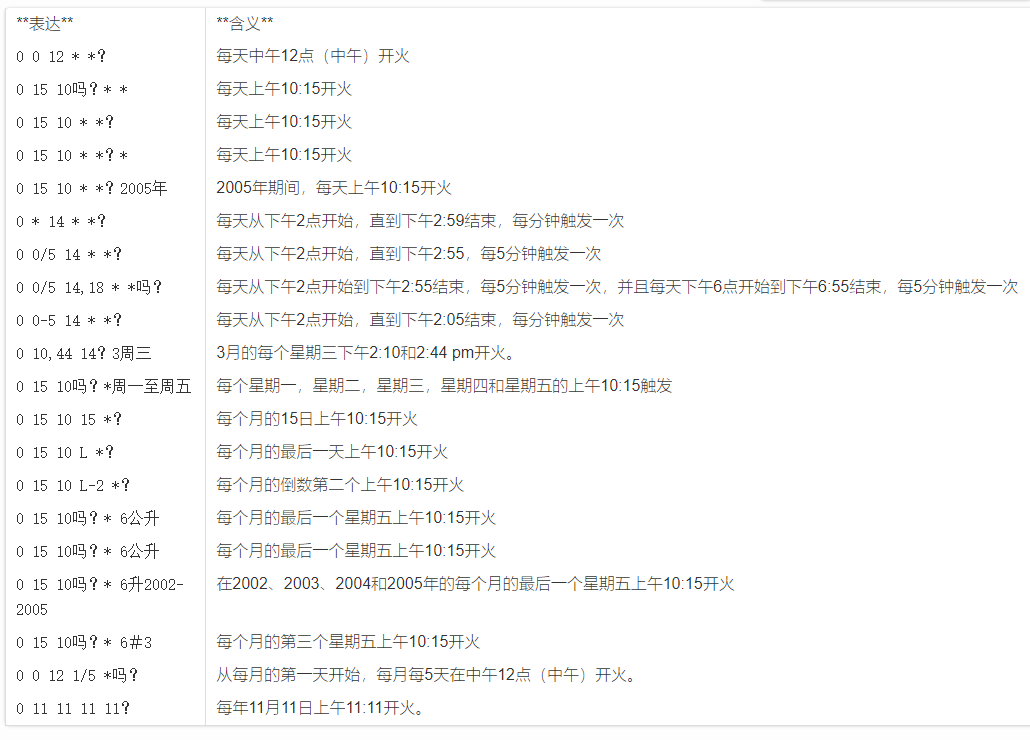 **表达** **含义**
0 0 12 * *? 每天中午12点（中午）开火
0 15 10吗? * * 每天上午10:15开火
0 15 10 * *? 每天上午10:15开火
0 15 10 * *? * 每天上午10:15开火
0 15 10 * *? 2005年 2005年期间，每天上午10:15开火
0 * 14 * *? 每天从下午2点开始，直到下午2:59结束，每分钟触发一次
0 0/5 14 * *? 每天从下午2点开始，直到下午2:55，每5分钟触发一次
0 0/5 14,18 * *吗? 每天从下午2点开始到下午2:55结束，每5分钟触发一次，并且每天下午6点开始到下午6:55结束，每5分钟触发一次
0 0-5 14 * *? 每天从下午2点开始，直到下午2:05结束，每分钟触发一次
0 10,44 14? 3周三 3月的每个星期三下午2:10和2:44 pm开火。
0 15 10吗? *周一至周五 每个星期一，星期二，星期三，星期四和星期五的上午10:15触发
0 15 10 15 *? 每个月的15日上午10:15开火
0 15 10 L *? 每个月的最后一天上午10:15开火
0 15 10 L-2 *? 每个月的倒数第二个上午10:15开火
0 15 10吗? * 6公升 每个月的最后一个星期五上午10:15开火
0 15 10吗? * 6公升 每个月的最后一个星期五上午10:15开火
0 15 10吗? * 6升2002- 在2002、2003、2004和2005年的每个月的最后一个星期五上午10:15开火
2005
0 15 10吗? * 6#3 每个月的第三个星期五上午10:15开火
0 0 12 1/5 *吗? 从每月的第一天开始，每月每5天在中午12点（中午）开火。
0 11 11 11 11? 每年11月11日上午11:11开火。